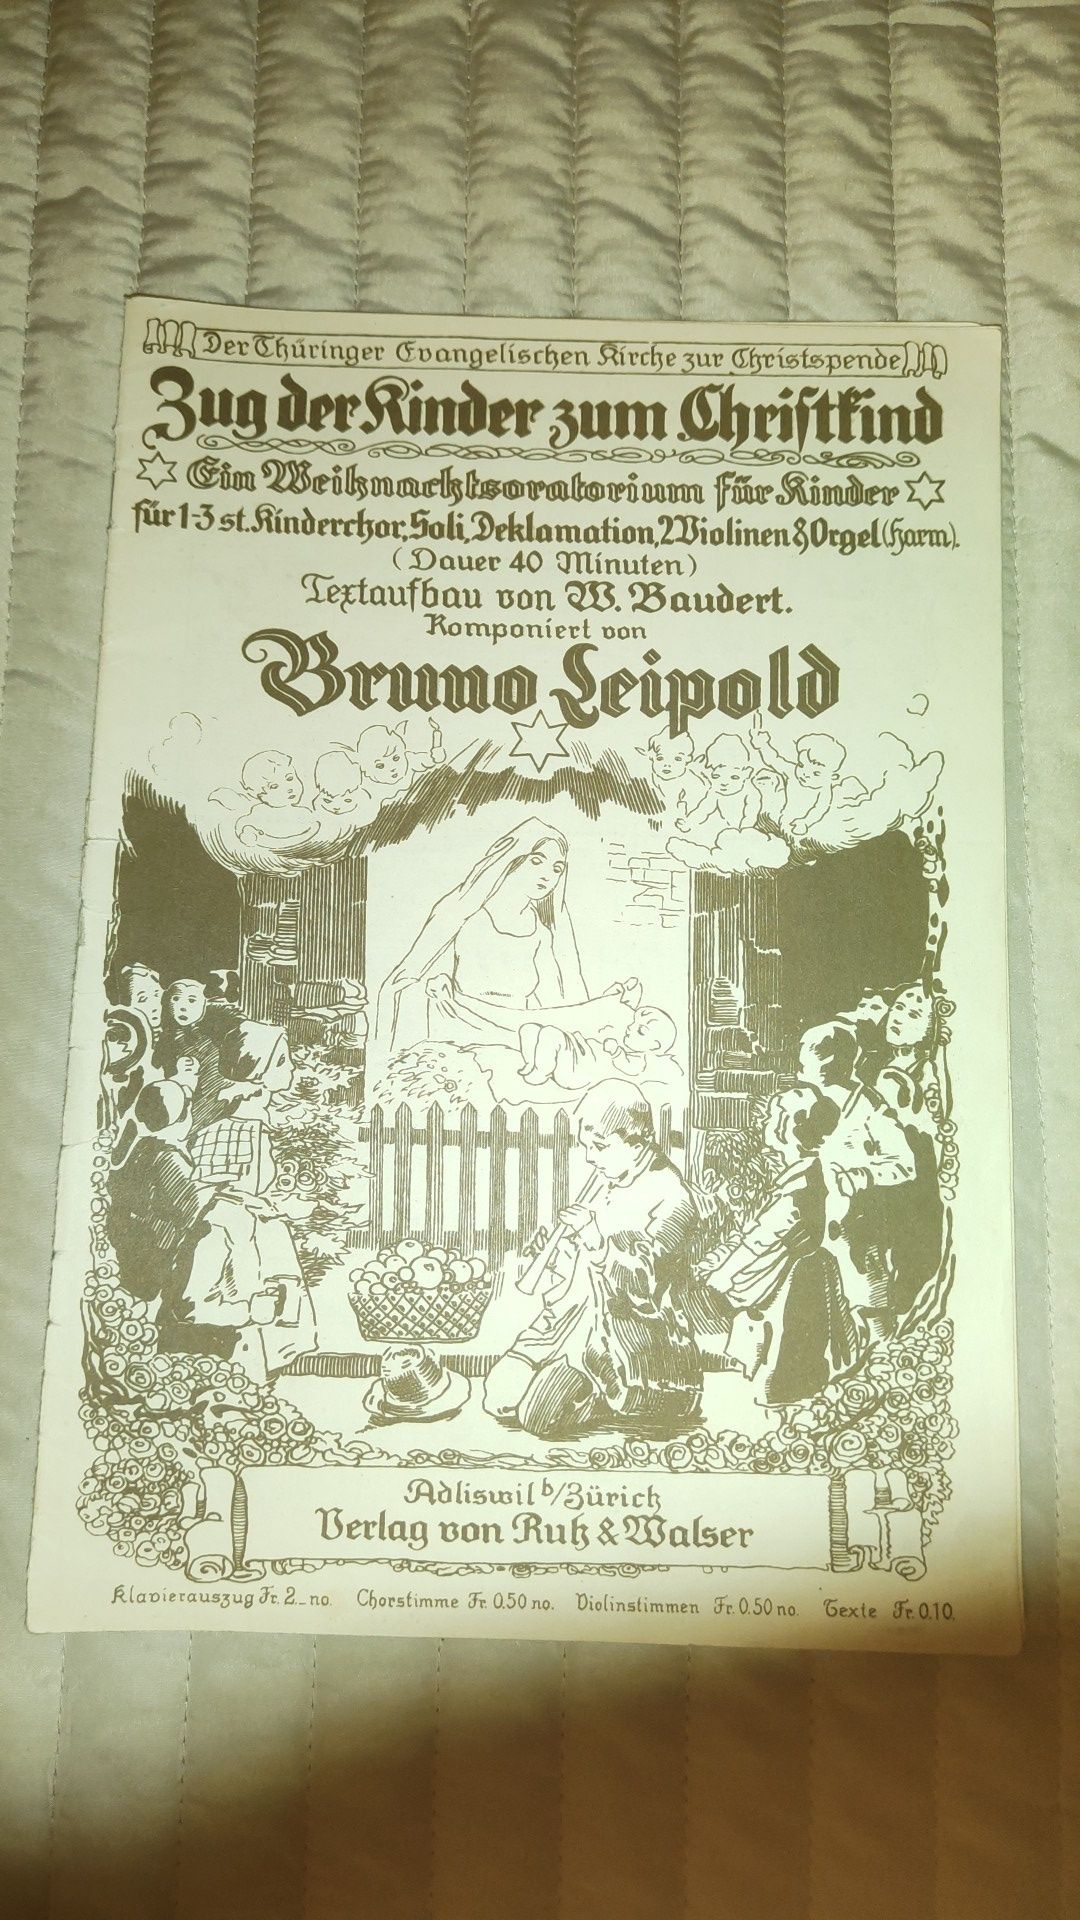 Der Thüringer Evangelischen Kirche zur Christspende
Zug der Kinder zum Christkind
Ein Weihnachtsoratorium für Kinder
für 1-3 st. Kinderchor, Soli, Deklamation, 2 Violinen & Orgel (Harm).
(Dauer 40 Minuten)
Textaufbau von W. Baudert.
Komponiert von
Bruno Leipold
Adliswil b/Zürich
Verlag von Ruh & Walser
Klavierauszug Fr. 2._ no. Chorstimme Fr. 0.50 no. Violinstimmen Fr. 0.50 no. Texte Fr. 0.10.